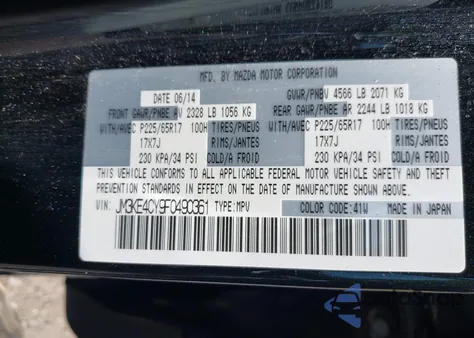 MFD. BY MAZDA MOTOR CORPORATION
DATE 06/14 GVWR/PNBV 4566 LB 2071 KG
FRONT GAWR/PNBE AV 2328 LB 1056 KG REAR GAWR/PNBE AR 2244 LB 1018 KG
WITH/AVEC P225/65R17 100H TIRES/PNEUS WITH/AVEC P225/65R17 100H TIRES/PNEUS
17X7J RIMS/JANTES 17X7J RIMS/JANTES
230 KPA/34 PSI COLD/A FROID 230 KPA/34 PSI COLD/A FROID
THIS VEHICLE CONFORMS TO ALL APPLICABLE FEDERAL SAFETY AND THEFT
PREVENTION STANDARDS IN EFFECT ON THE DATE OF MANUFACTURE SHOWN ABOVE.
VIN: JM3KE4CY9F0490361 TYPE: MPV COLOR CODE: 41W MADE IN JAPAN